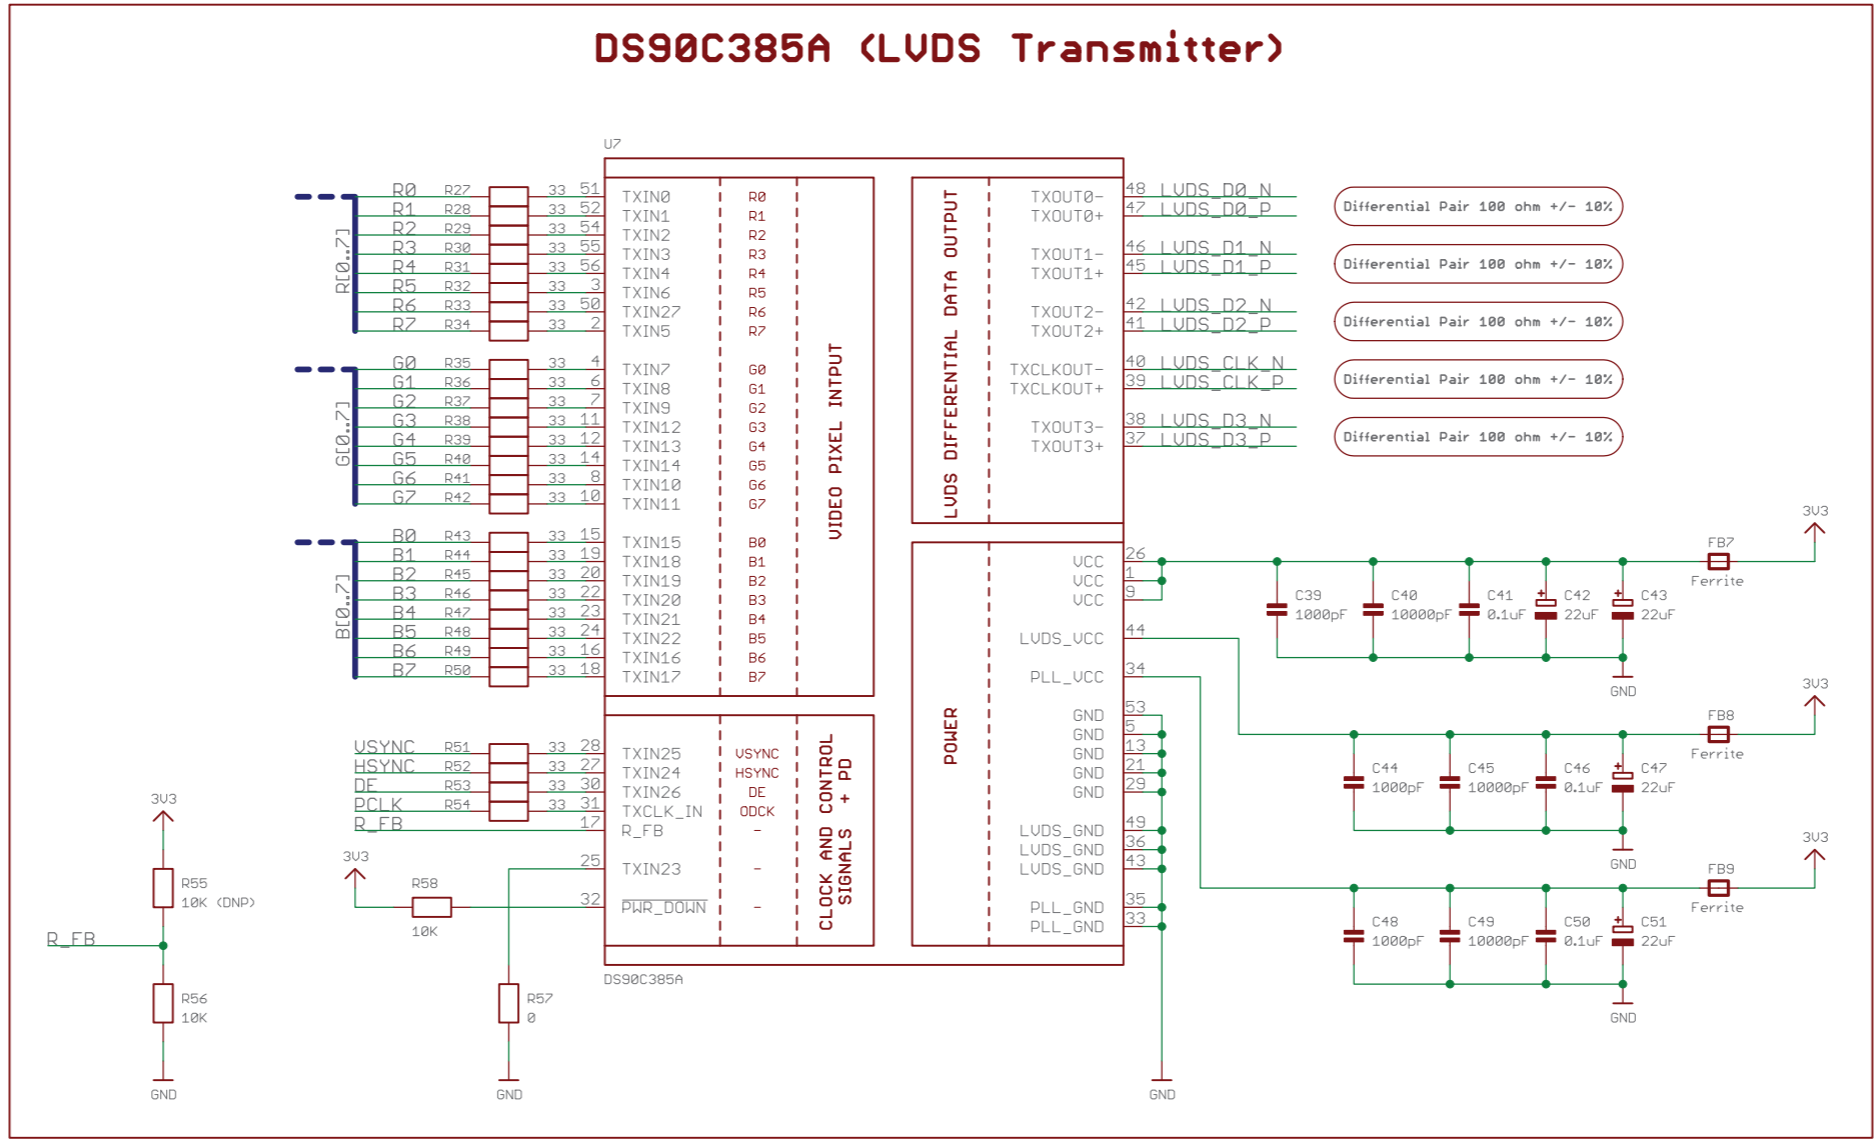 DS90C385A (LVDS Transmitter)
U7
R[0..7]
R0 R27 33 51 TXIN0 R0
R1 R28 33 52 TXIN1 R1
R2 R29 33 54 TXIN2 R2
R3 R30 33 55 TXIN3 R3
R4 R31 33 56 TXIN4 R4
R5 R32 33 3 TXIN6 R5
R6 R33 33 50 TXIN27 R6
R7 R34 33 2 TXIN5 R7
G[0..7]
G0 R35 33 4 TXIN7 G0
G1 R36 33 6 TXIN8 G1
G2 R37 33 7 TXIN9 G2
G3 R38 33 11 TXIN12 G3
G4 R39 33 12 TXIN13 G4
G5 R40 33 14 TXIN14 G5
G6 R41 33 8 TXIN10 G6
G7 R42 33 10 TXIN11 G7
B[0..7]
B0 R43 33 15 TXIN15 B0
B1 R44 33 19 TXIN18 B1
B2 R45 33 20 TXIN19 B2
B3 R46 33 22 TXIN20 B3
B4 R47 33 23 TXIN21 B4
B5 R48 33 24 TXIN22 B5
B6 R49 33 16 TXIN16 B6
B7 R50 33 18 TXIN17 B7
VIDEO PIXEL INTPUT
VSYNC R51 33 28 TXIN25 VSYNC
HSYNC R52 33 27 TXIN24 HSYNC
DE R53 33 30 TXIN26 DE
PCLK R54 33 31 TXCLK_IN ODCK
R_FB 17 R_FB -
25 TXIN23 -
3V3
R58
10K
32 PWR_DOWN -
CLOCK AND CONTROL
SIGNALS + PD
3V3
R55
10K (DNP)
R_FB
R56
10K
GND
R57
0
GND
DS90C385A
LVDS DIFFERENTIAL DATA OUTPUT
TXOUT0- 48 LVDS_D0_N
TXOUT0+ 47 LVDS_D0_P
Differential Pair 100 ohm +/- 10%
TXOUT1- 46 LVDS_D1_N
TXOUT1+ 45 LVDS_D1_P
Differential Pair 100 ohm +/- 10%
TXOUT2- 42 LVDS_D2_N
TXOUT2+ 41 LVDS_D2_P
Differential Pair 100 ohm +/- 10%
TXCLKOUT- 40 LVDS_CLK_N
TXCLKOUT+ 39 LVDS_CLK_P
Differential Pair 100 ohm +/- 10%
TXOUT3- 38 LVDS_D3_N
TXOUT3+ 37 LVDS_D3_P
Differential Pair 100 ohm +/- 10%
POWER
VCC 26
VCC 1
VCC 9
LVDS_VCC 44
PLL_VCC 34
GND 53
GND 5
GND 13
GND 21
GND 29
LVDS_GND 49
LVDS_GND 36
LVDS_GND 43
PLL_GND 35
PLL_GND 33
GND
3V3
FB7
Ferrite
C39
1000pF
C40
10000pF
C41
0.1uF
+
C42
22uF
+
C43
22uF
GND
3V3
FB8
Ferrite
C44
1000pF
C45
10000pF
C46
0.1uF
+
C47
22uF
GND
3V3
FB9
Ferrite
C48
1000pF
C49
10000pF
C50
0.1uF
+
C51
22uF
GND